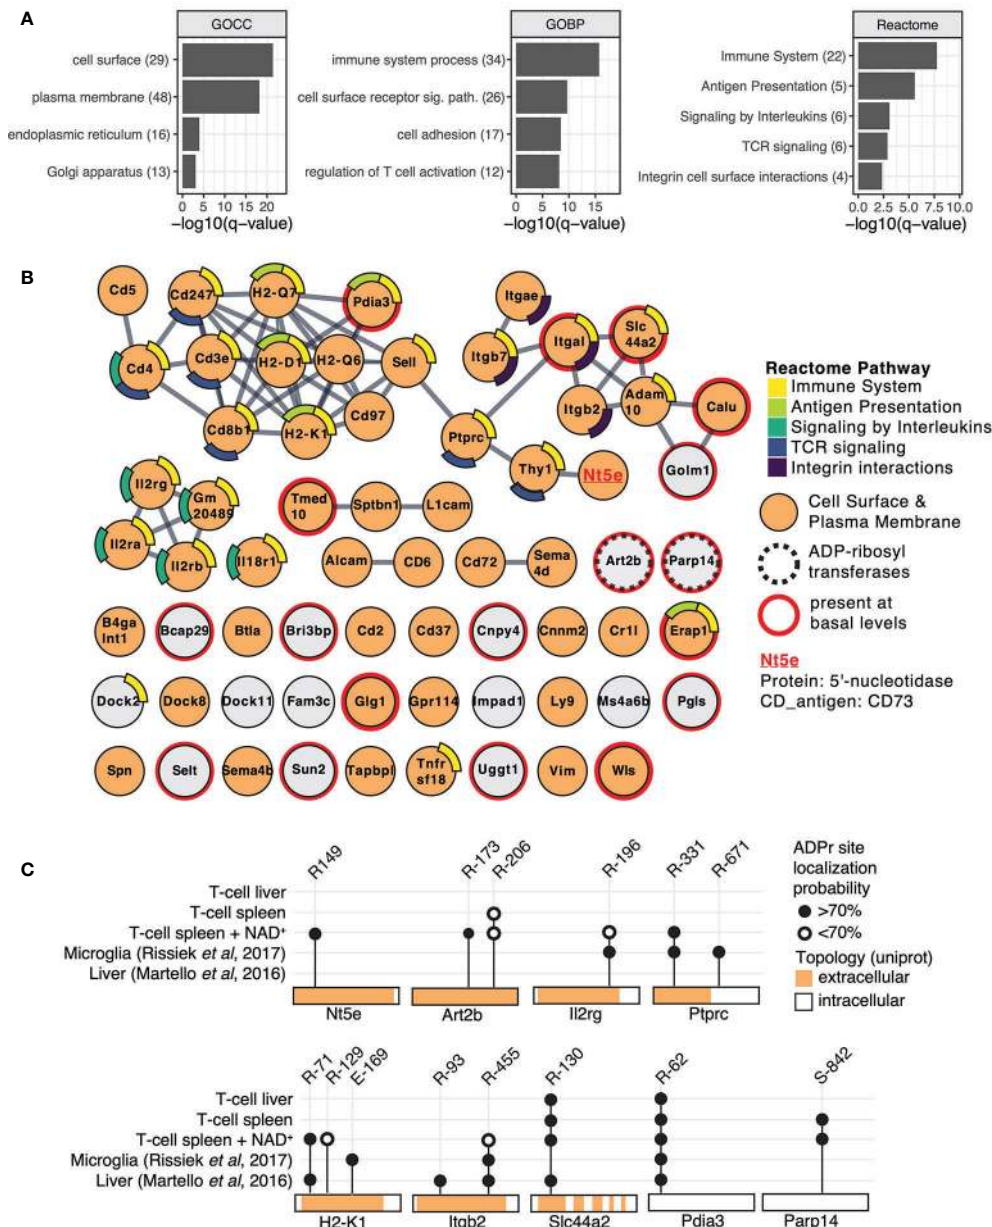 A
GOCC
cell surface (29)
plasma membrane (48)
endoplasmic reticulum (16)
Golgi apparatus (13)
0 5 10 15 20
−log10(q−value)
GOBP
immune system process (34)
cell surface receptor sig. path. (26)
cell adhesion (17)
regulation of T cell activation (12)
0 5 10 15
−log10(q−value)
Reactome
Immune System (22)
Antigen Presentation (5)
Signaling by Interleukins (6)
TCR signaling (6)
Integrin cell surface interactions (4)
0.0 2.5 5.0 7.5 10.0
−log10(q−value)
B
Cd5
Cd247
H2-Q7
Pdia3
Cd4
Cd3e
H2-D1
H2-Q6
Sell
Cd8b1
H2-K1
Cd97
Itgae
Itgb7
Itgal
Slc
44a2
Itgb2
Adam
10
Calu
Ptprc
Golm1
Thy1
Nt5e
Il2rg
Gm
20489
Il2ra
Il2rb
Il18r1
Tmed
10
Sptbn1
L1cam
Alcam
CD6
Cd72
Sema
4d
Art2b
Parp14
B4ga
lnt1
Bcap29
Btla
Bri3bp
Cd2
Cd37
Cnpy4
Cnnm2
Cr1l
Erap1
Dock2
Dock8
Dock11
Fam3c
Glg1
Gpr114
Impad1
Ly9
Ms4a6b
Pgls
Spn
Selt
Sema4b
Sun2
Tapbpl
Tnfr
sf18
Uggt1
Vim
Wls
Reactome Pathway
Immune System
Antigen Presentation
Signaling by Interleukins
TCR signaling
Integrin interactions
Cell Surface &
Plasma Membrane
ADP-ribosyl
transferases
present at
basal levels
Nt5e
Protein: 5'-nucleotidase
CD_antigen: CD73
C
R149
R-173
R-206
R-196
R-331
R-671
T-cell liver
T-cell spleen
T-cell spleen + NAD⁺
Microglia (Rissiek et al, 2017)
Liver (Martello et al, 2016)
Nt5e
Art2b
Il2rg
Ptprc
ADPr site
localization
probability
>70%
<70%
Topology (uniprot)
extracellular
intracellular
R-71
R-129
E-169
R-93
R-455
R-130
R-62
S-842
T-cell liver
T-cell spleen
T-cell spleen + NAD⁺
Microglia (Rissiek et al, 2017)
Liver (Martello et al, 2016)
H2-K1
Itgb2
Slc44a2
Pdia3
Parp14